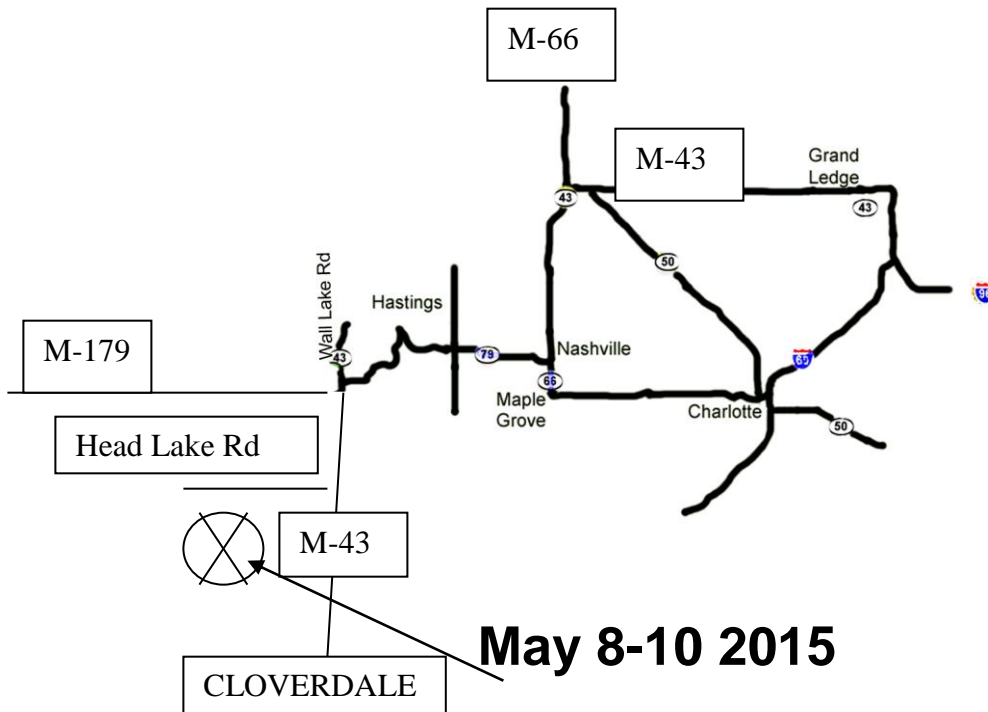 M-66
M-43
Grand
Ledge
43
43
50
Wall Lake Rd
Hastings
M-179
43
79
Nashville
66
Maple
Grove
Charlotte
50
Head Lake Rd
M-43
May 8-10 2015
CLOVERDALE